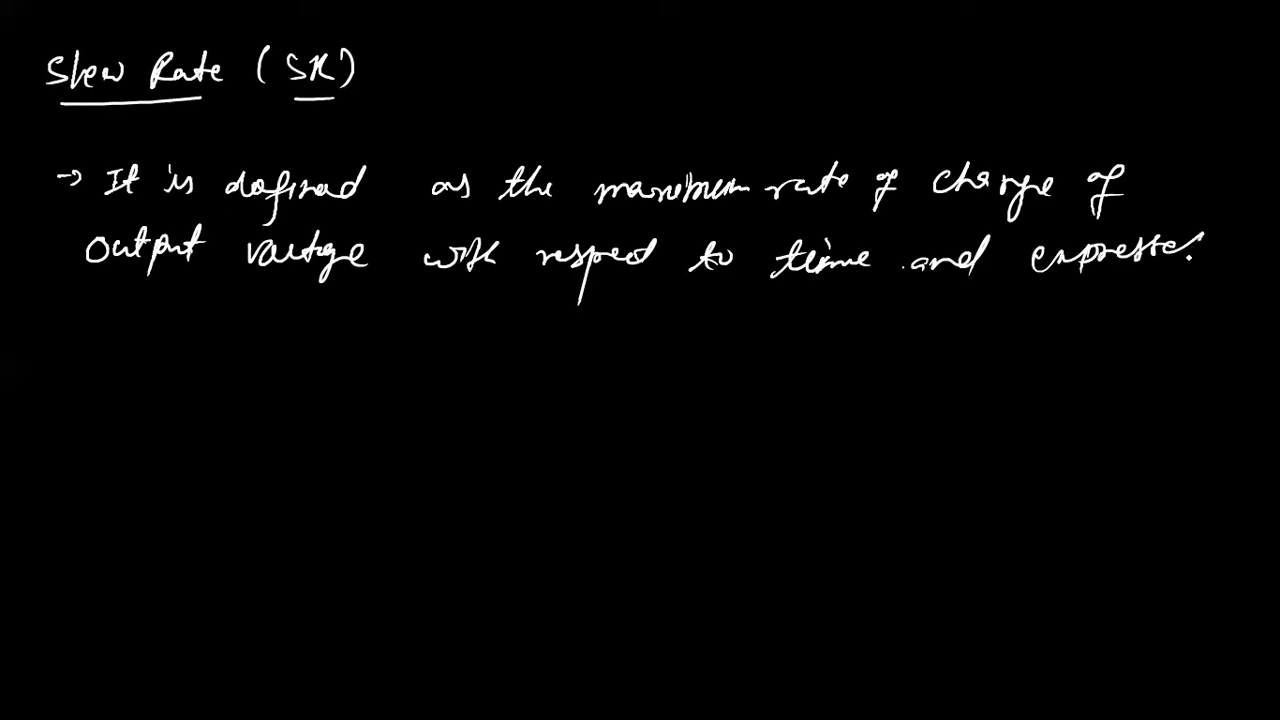 Slew Rate (SR)
→ It is defined as the maximum rate of change of
output voltage with respect to time and expresse